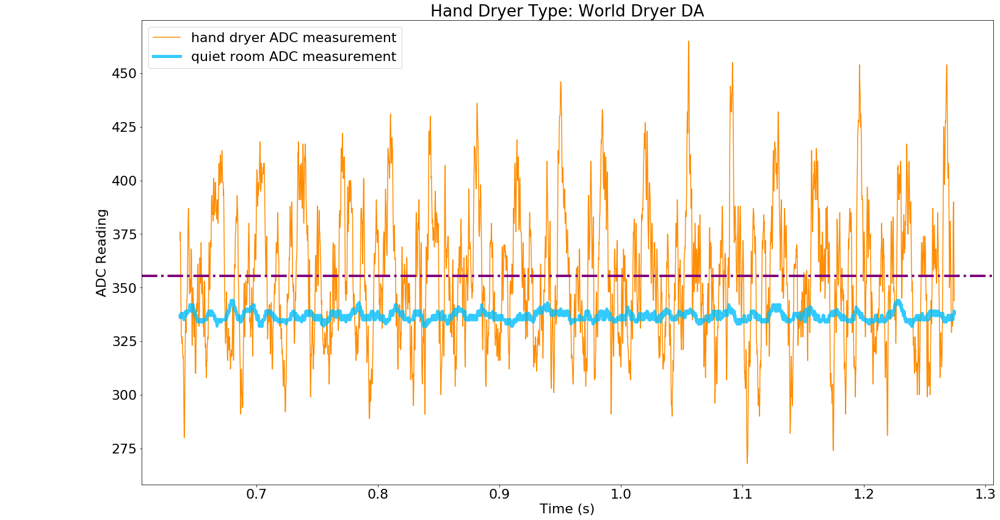 Hand Dryer Type: World Dryer DA
hand dryer ADC measurement
quiet room ADC measurement
450
425
400
375
350
325
300
275
ADC Reading
0.7 0.8 0.9 1.0 1.1 1.2 1.3
Time (s)